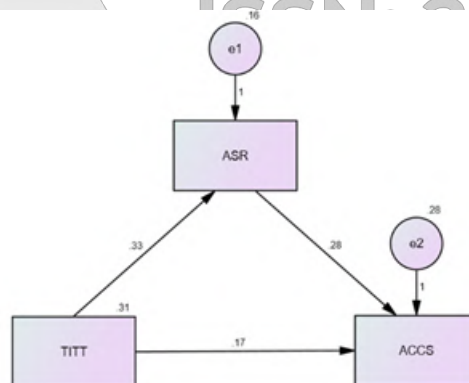 .16
e1
1
ASR
.28
e2
.33
.28
1
.31
TITT
.17
ACCS